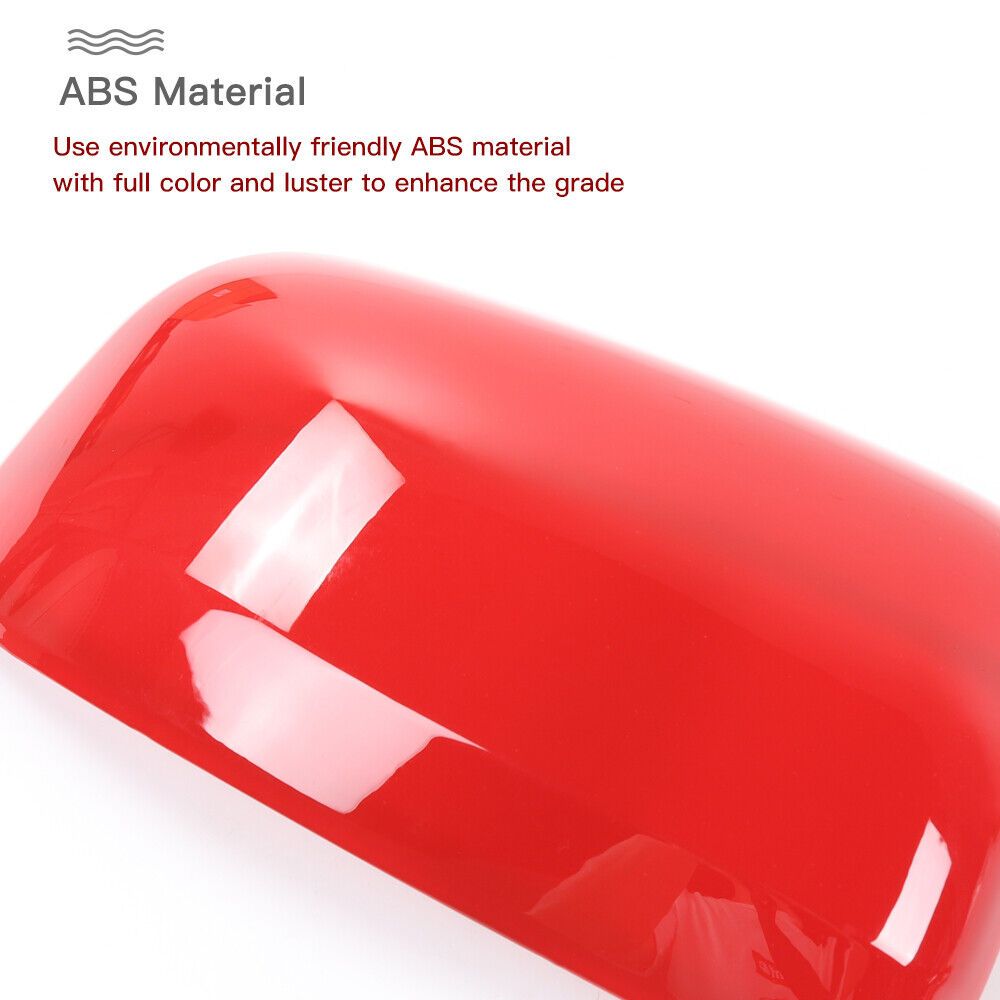 ABS Material
Use environmentally friendly ABS material
with full color and luster to enhance the grade